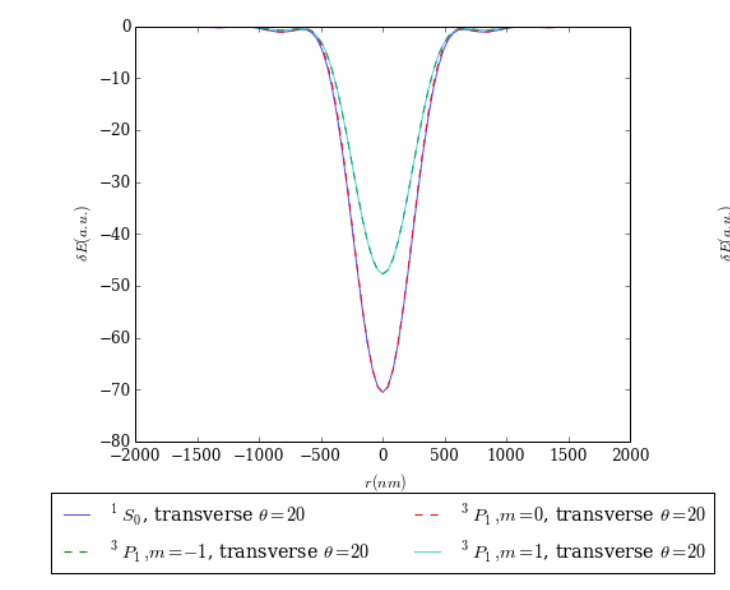 0
−10
−20
−30
−40
−50
−60
−70
−80
δE(a.u.)
δE(a.u.)
−2000 −1500 −1000 −500 0 500 1000 1500 2000
r(nm)
¹S₀, transverse θ=20
³P₁,m=0, transverse θ=20
³P₁,m=−1, transverse θ=20
³P₁,m=1, transverse θ=20